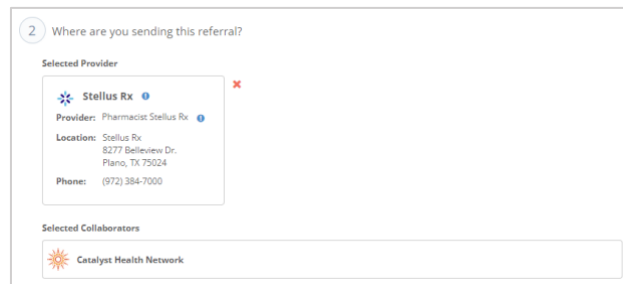 2 Where are you sending this referral?
Selected Provider
Stellus Rx
Provider: Pharmacist Stellus Rx
Location: Stellus Rx
8277 Belleview Dr.
Plano, TX 75024
Phone: (972) 384-7000
Selected Collaborators
Catalyst Health Network